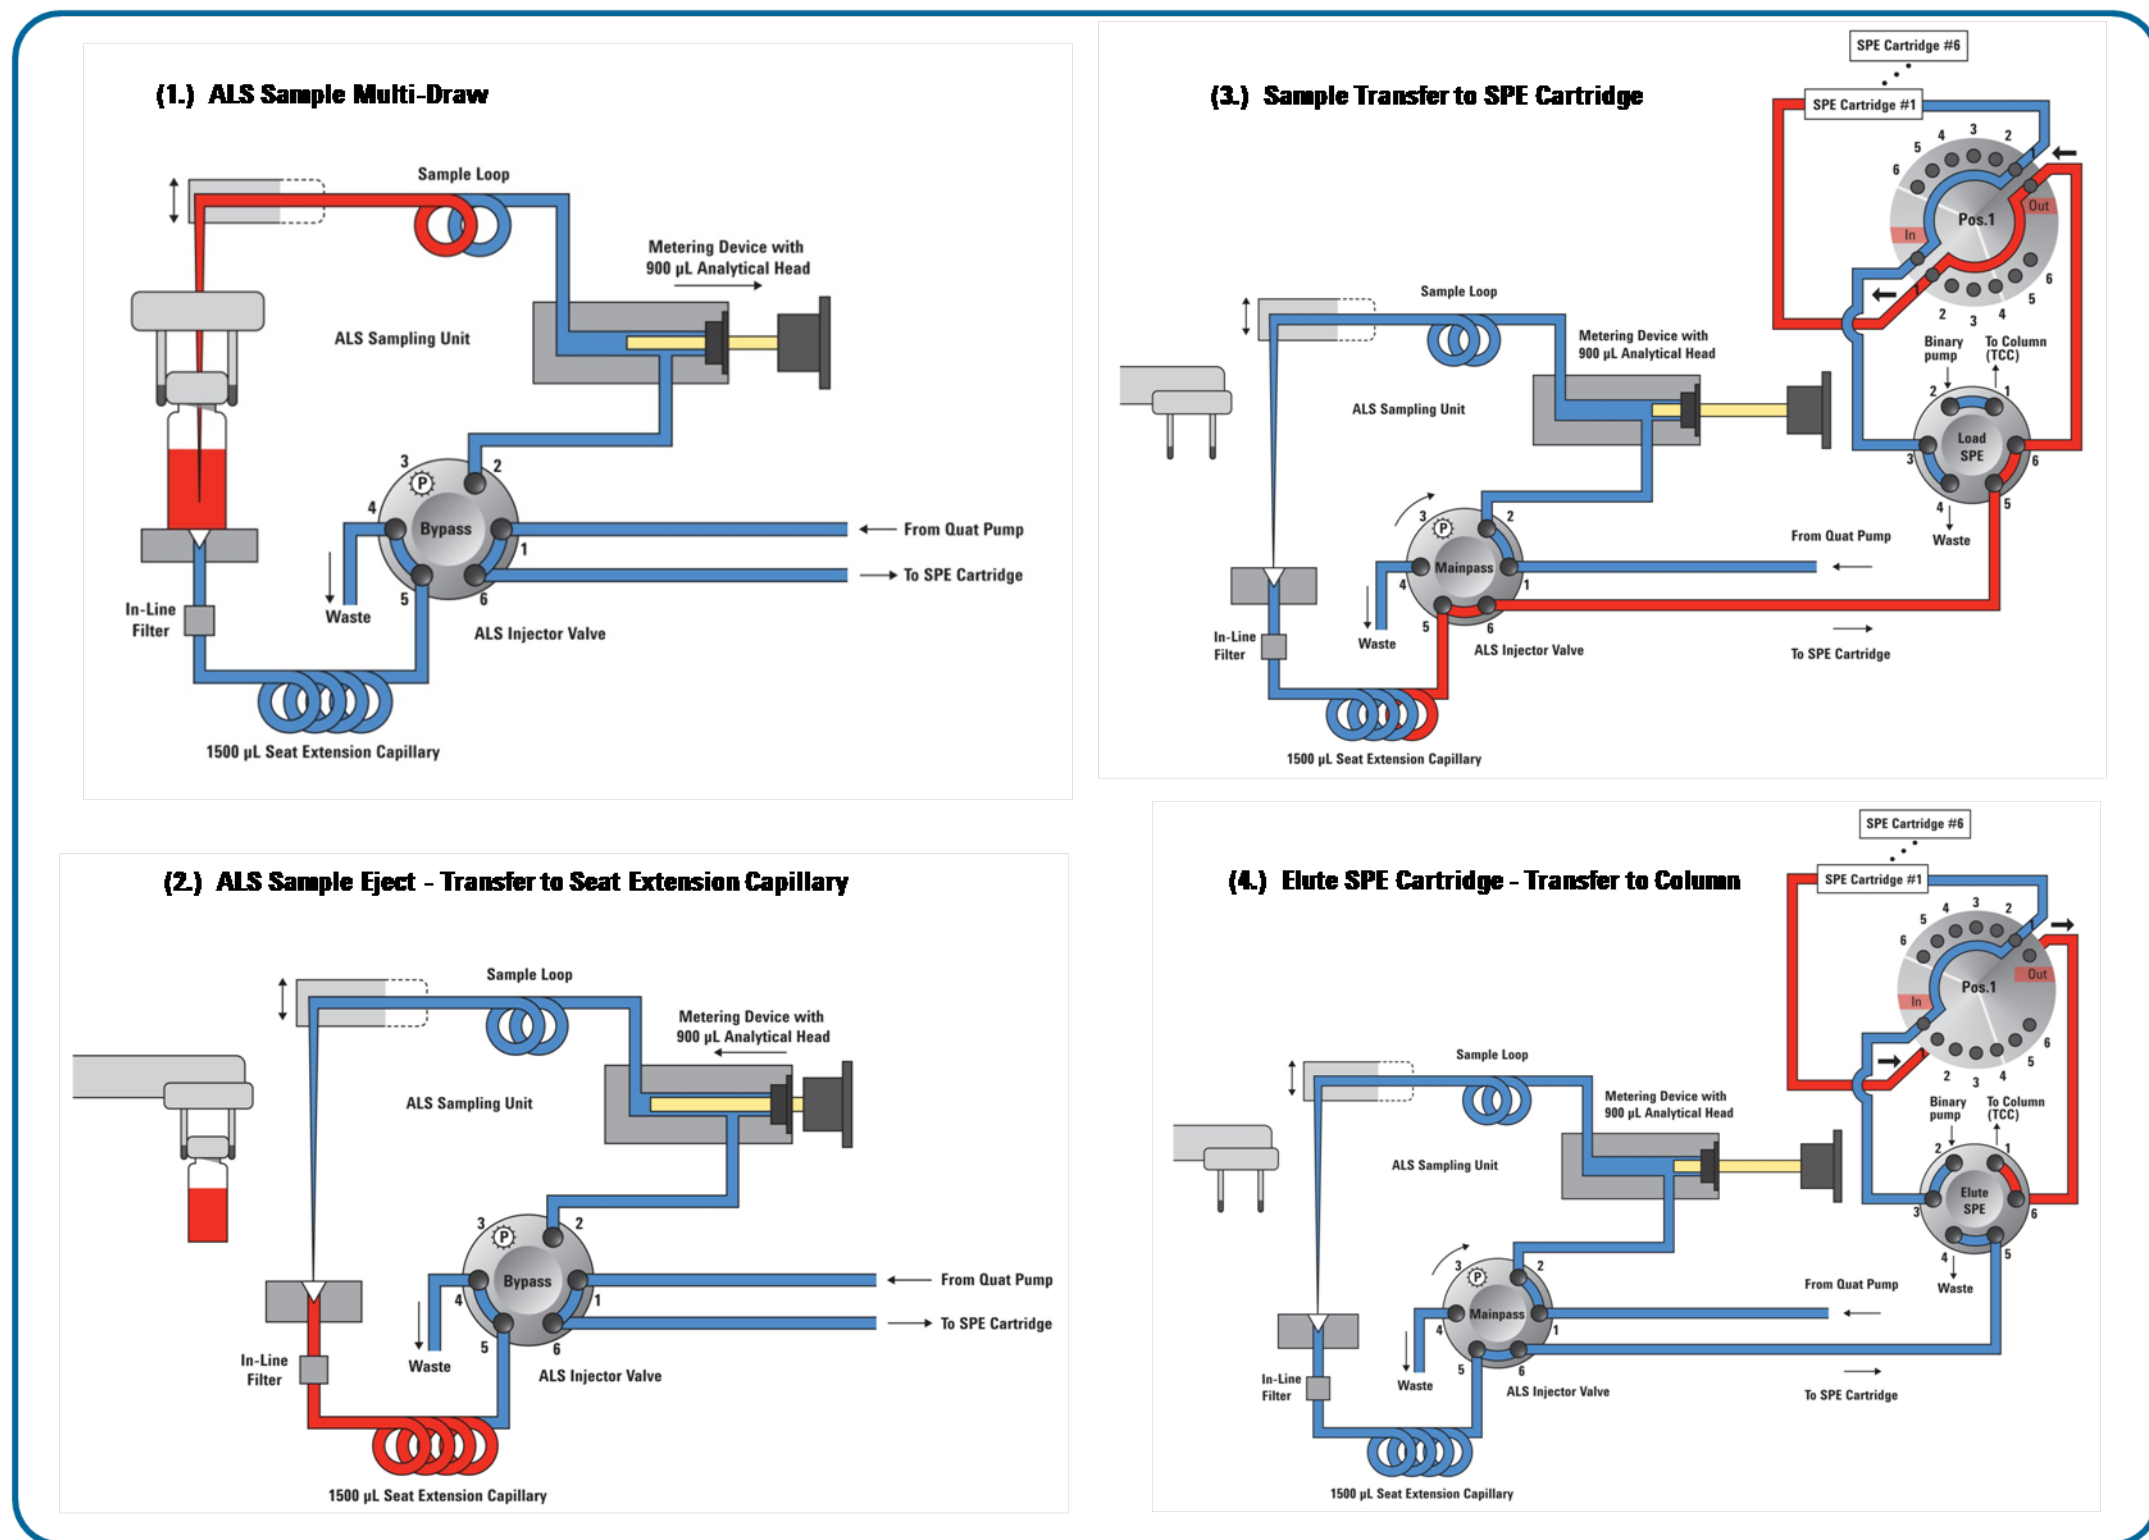 (1.) ALS Sample Multi-Draw
Sample Loop
Metering Device with
900 µL Analytical Head
ALS Sampling Unit
3
2
P
4
Bypass
From Quat Pump
1
To SPE Cartridge
5
6
Waste
In-Line
Filter
ALS Injector Valve
1500 µL Seat Extension Capillary
(2.) ALS Sample Eject - Transfer to Seat Extension Capillary
Sample Loop
Metering Device with
900 µL Analytical Head
ALS Sampling Unit
3
2
P
Bypass
From Quat Pump
4
1
To SPE Cartridge
5
6
Waste
In-Line
Filter
ALS Injector Valve
1500 µL Seat Extension Capillary
(3.) Sample Transfer to SPE Cartridge
SPE Cartridge #6
SPE Cartridge #1
3
4
2
5
1
6
Out
Pos.1
In
6
1
5
2
3
4
Sample Loop
Metering Device with
900 µL Analytical Head
Binary
pump
To Column
(TCC)
2
1
ALS Sampling Unit
Load
SPE
3
6
4
5
Waste
3
2
P
From Quat Pump
Mainpass
4
1
5
6
In-Line
Filter
Waste
ALS Injector Valve
To SPE Cartridge
1500 µL Seat Extension Capillary
(4.) Elute SPE Cartridge - Transfer to Column
SPE Cartridge #6
SPE Cartridge #1
3
4
2
5
1
6
Out
Pos.1
In
6
1
5
2
3
4
Sample Loop
Metering Device with
900 µL Analytical Head
Binary
pump
To Column
(TCC)
2
1
ALS Sampling Unit
Elute
SPE
3
6
4
5
Waste
3
2
P
From Quat Pump
Mainpass
4
1
5
6
In-Line
Filter
Waste
ALS Injector Valve
To SPE Cartridge
1500 µL Seat Extension Capillary